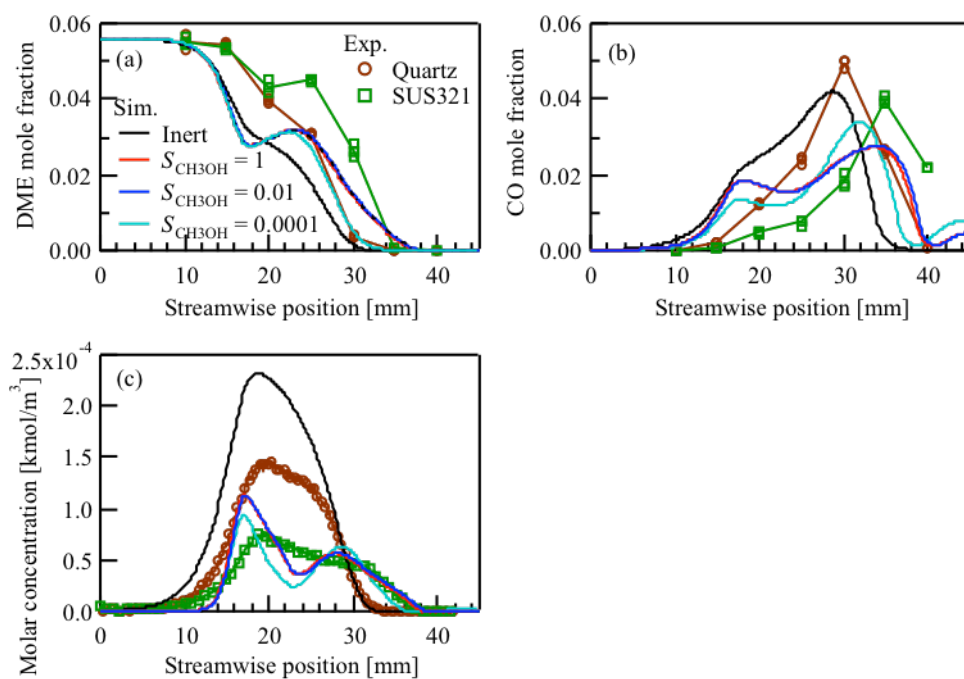 0.06
0.04
0.02
0.00
DME mole fraction
(a)
Exp.
Quartz
SUS321
Sim.
Inert
S_CH3OH = 1
S_CH3OH = 0.01
S_CH3OH = 0.0001
0 10 20 30 40
Streamwise position [mm]
0.06
0.04
0.02
0.00
CO mole fraction
(b)
0 10 20 30 40
Streamwise position [mm]
2.5x10^-4
2.0
1.5
1.0
0.5
0.0
Molar concentration [kmol/m^3]
(c)
0 10 20 30 40
Streamwise position [mm]